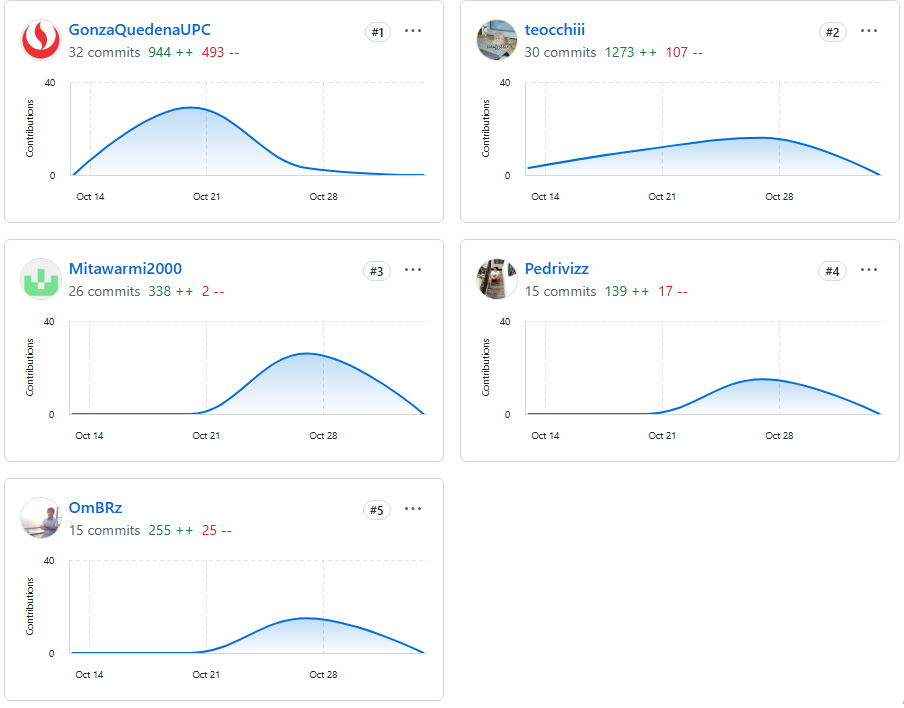 GonzaQuedenaUPC
#1
32 commits 944 ++ 493 --
40
Contributions
0
Oct 14 Oct 21 Oct 28
teocchiii
#2
30 commits 1273 ++ 107 --
40
Contributions
0
Oct 14 Oct 21 Oct 28
Mitawarmi2000
#3
26 commits 338 ++ 2 --
40
Contributions
0
Oct 14 Oct 21 Oct 28
Pedrivizz
#4
15 commits 139 ++ 17 --
40
Contributions
0
Oct 14 Oct 21 Oct 28
OmBRz
#5
15 commits 255 ++ 25 --
40
Contributions
0
Oct 14 Oct 21 Oct 28